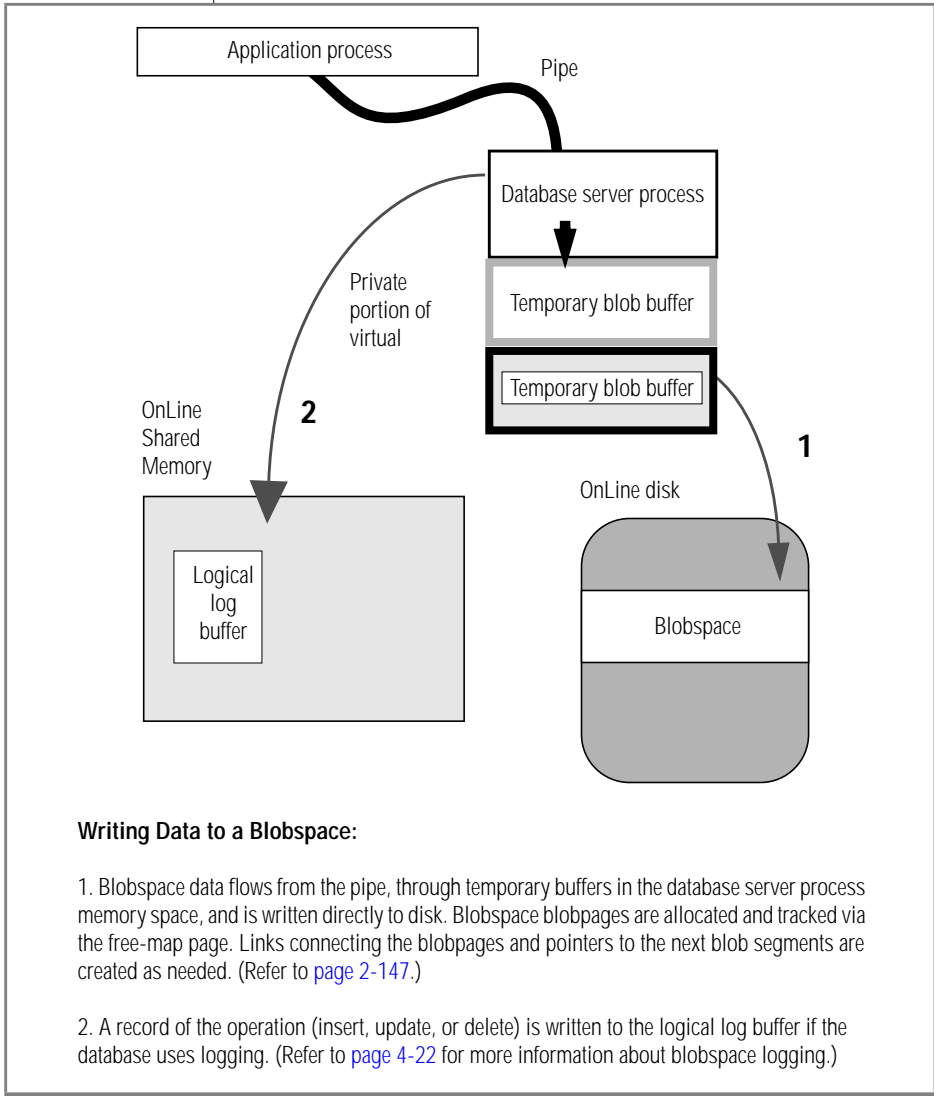 Application process
Pipe
Database server process
Private
portion of
virtual
Temporary blob buffer
Temporary blob buffer
OnLine
Shared
Memory
2
1
OnLine disk
Logical
log
buffer
Blobspace
Writing Data to a Blobspace:
1. Blobspace data flows from the pipe, through temporary buffers in the database server process
memory space, and is written directly to disk. Blobspace blobpages are allocated and tracked via
the free-map page. Links connecting the blobpages and pointers to the next blob segments are
created as needed. (Refer to page 2-147.)
2. A record of the operation (insert, update, or delete) is written to the logical log buffer if the
database uses logging. (Refer to page 4-22 for more information about blobspace logging.)